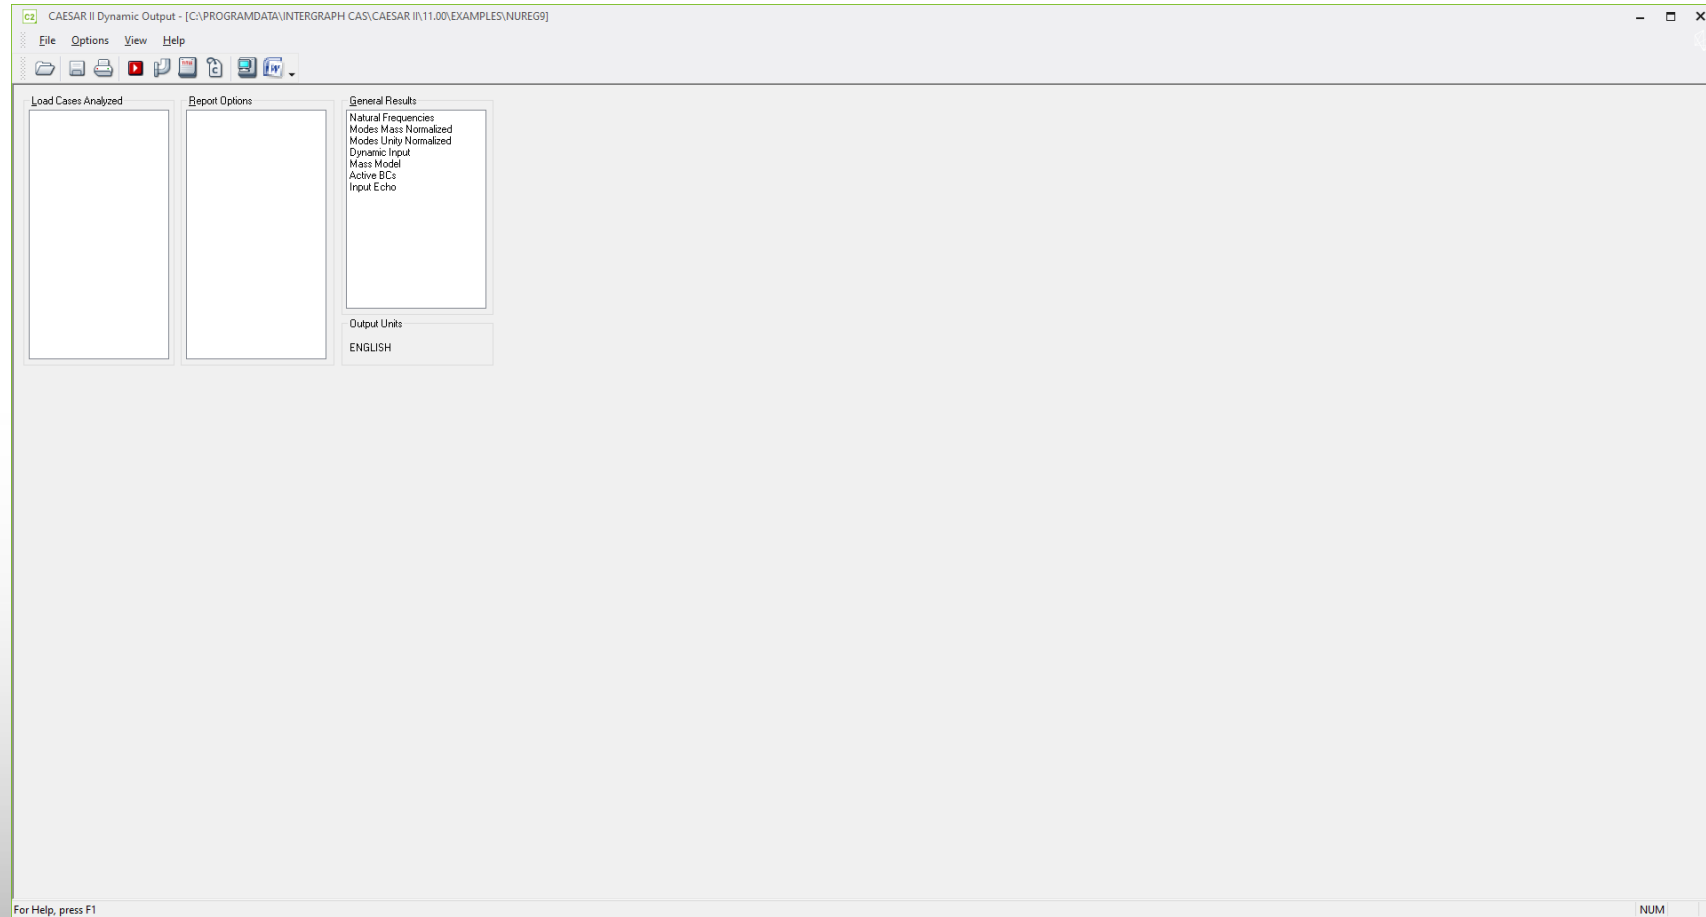 C2 CAESAR II Dynamic Output - [C:\PROGRAMDATA\INTERGRAPH CAS\CAESAR II\11.00\EXAMPLES\NUREG9]
File Options View Help
Load Cases Analyzed
Report Options
General Results
Natural Frequencies
Modes Mass Normalized
Modes Unity Normalized
Dynamic Input
Mass Model
Active BCs
Input Echo
Output Units
ENGLISH
For Help, press F1
NUM